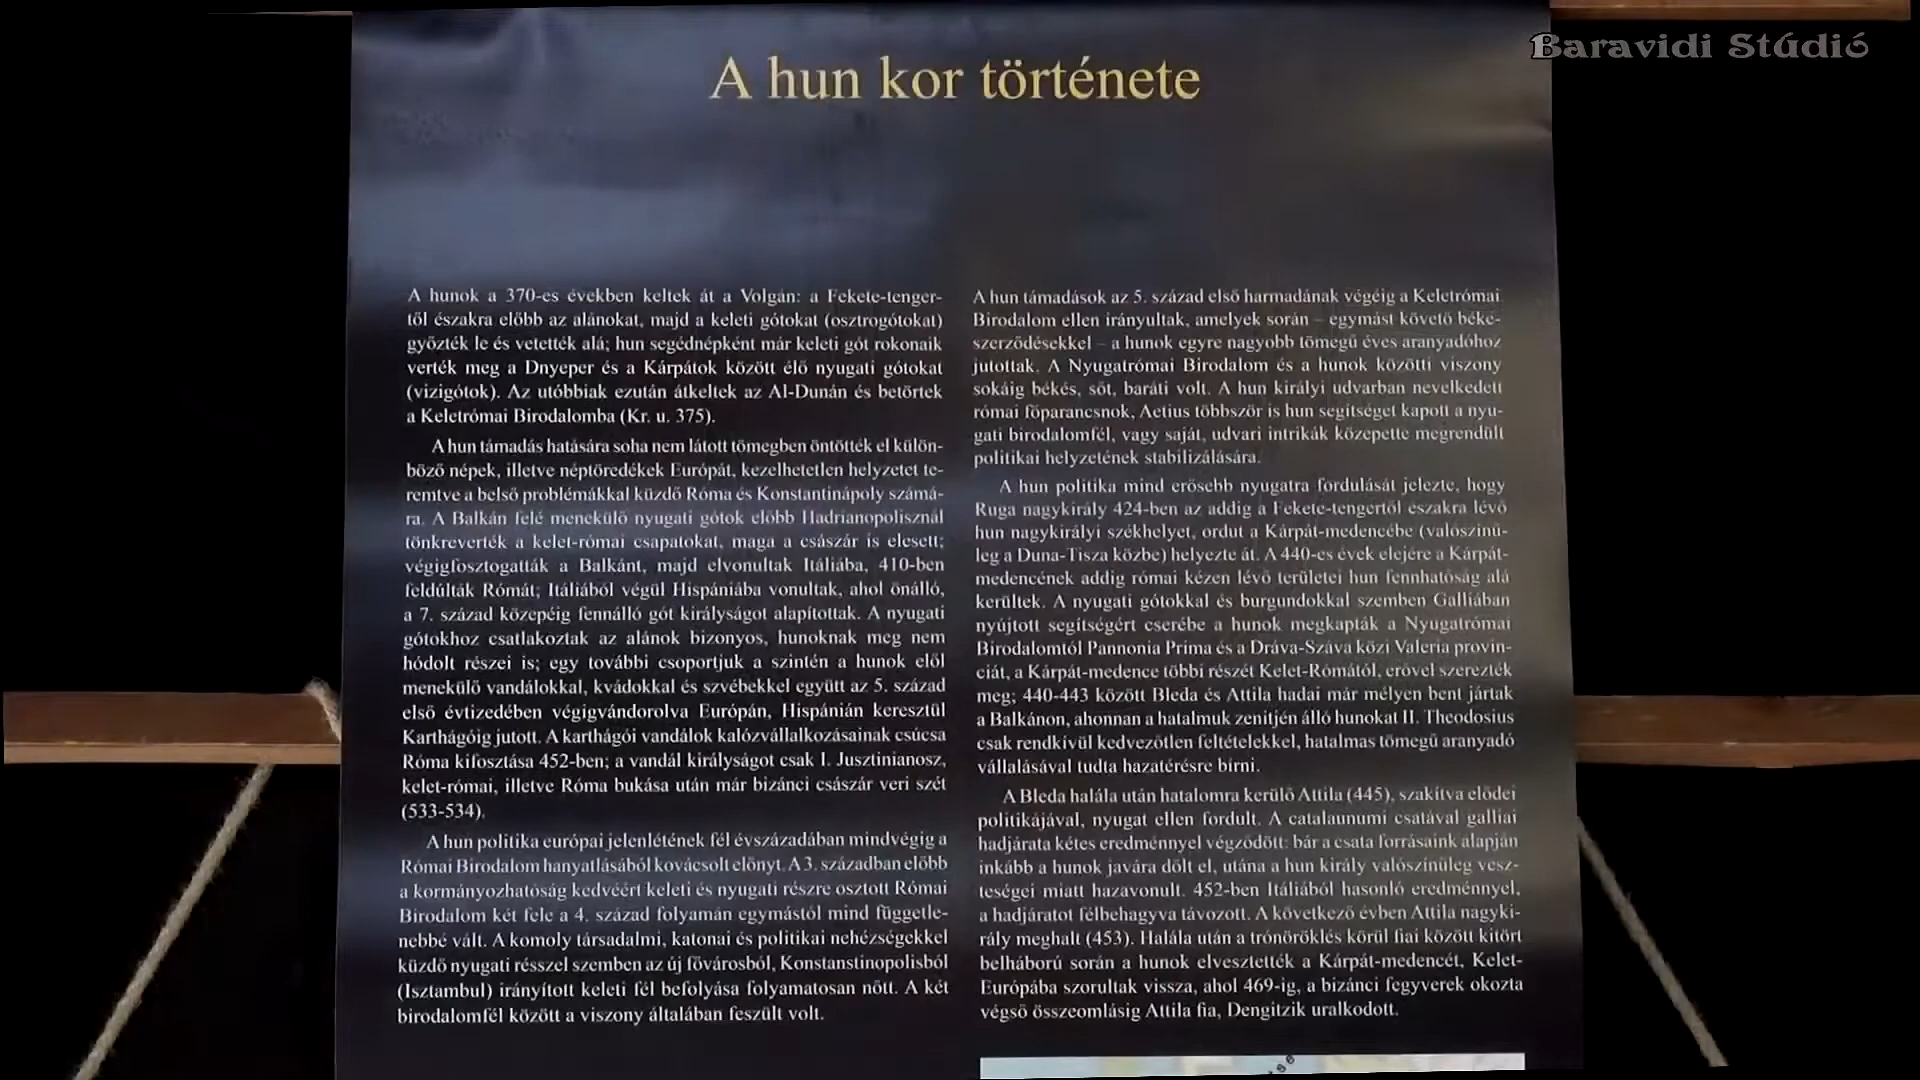 Baravidi Stúdió
A hun kor története
A hunok a 370-es években keltek át a Volgán: a Fekete-tenger-
től északra előbb az alánokat, majd a keleti gótokat (osztrogótokat)
győzték le és vetették alá; hun segédnépként már keleti gót rokonaik
verték meg a Dnyeper és a Kárpátok között élő nyugati gótokat
(vizigótok). Az utóbbiak ezután átkeltek az Al-Dunán és betörtek
a Keletrómai Birodalomba (Kr. u. 375).
A hun támadás hatására soha nem látott tömegben öntötték el külön-
böző népek, illetve néptöredékek Európát, kezelhetetlen helyzetet te-
remtve a belső problémákkal küzdő Róma és Konstantinápoly számá-
ra. A Balkán felé menekülő nyugati gótok előbb Hadrianopolisznál
tönkreverték a kelet-római csapatokat, maga a császár is elesett;
végigfosztogatták a Balkánt, majd elvonultak Itáliába, 410-ben
feldúlták Rómát; Itáliából végül Hispániába vonultak, ahol önálló,
a 7. század közepéig fennálló gót királyságot alapítottak. A nyugati
gótokhoz csatlakoztak az alánok bizonyos, hunoknak meg nem
hódolt részei is; egy további csoportjuk a szintén a hunok elől
menekülő vandálokkal, kvádokkal és szvébekkel együtt az 5. század
első évtizedében végigvándorolva Európán, Hispánián keresztül
Karthágóig jutott. A karthágói vandálok kalózvállalkozásainak csúcsa
Róma kifosztása 452-ben; a vandál királyságot csak I. Jusztinianosz,
kelet-római, illetve Róma bukása után már bizánci császár veri szét
(533-534).
A hun politika európai jelenlétének fél évszázadában mindvégig a
Római Birodalom hanyatlásából kovácsolt előnyt. A 3. században előbb
a kormányozhatóság kedvéért keleti és nyugati részre osztott Római
Birodalom két fele a 4. század folyamán egymástól mind függetle-
nebbé vált. A komoly társadalmi, katonai és politikai nehézségekkel
küzdő nyugati résszel szemben az új fővárosból, Konstanstinopolisból
(Isztambul) irányított keleti fél befolyása folyamatosan nőtt. A két
birodalomfél között a viszony általában feszült volt.
A hun támadások az 5. század első harmadának végéig a Keletrómai
Birodalom ellen irányultak, amelyek során – egymást követő béke-
szerződésekkel – a hunok egyre nagyobb tömegű éves aranyadóhoz
jutottak. A Nyugatrómai Birodalom és a hunok közötti viszony
sokáig békés, sőt, baráti volt. A hun királyi udvarban nevelkedett
római főparancsnok, Aetius többször is hun segítséget kapott a nyu-
gati birodalomfél, vagy saját, udvari intrikák közepette megrendült
politikai helyzetének stabilizálására.
A hun politika mind erősebb nyugatra fordulását jelezte, hogy
Ruga nagykirály 424-ben az addig a Fekete-tengertől északra lévő
hun nagykirályi székhelyet, ordut a Kárpát-medencébe (valószínű-
leg a Duna-Tisza közbe) helyezte át. A 440-es évek elejére a Kárpát-
medencének addig római kézen lévő területei hun fennhatóság alá
kerültek. A nyugati gótokkal és burgundokkal szemben Galliában
nyújtott segítségért cserébe a hunok megkapták a Nyugatrómai
Birodalomtól Pannonia Prima és a Dráva-Száva közi Valeria provin-
ciát, a Kárpát-medence többi részét Kelet-Rómától, erővel szerezték
meg; 440-443 között Bleda és Attila hadai már mélyen bent jártak
a Balkánon, ahonnan a hatalmuk zenitjén álló hunokat II. Theodosius
csak rendkívül kedvezőtlen feltételekkel, hatalmas tömegű aranyadó
vállalásával tudta hazatérésre bírni.
A Bleda halála után hatalomra kerülő Attila (445), szakítva elődei
politikájával, nyugat ellen fordult. A catalaunumi csatával galliai
hadjárata kétes eredménnyel végződött: bár a csata forrásaink alapján
inkább a hunok javára dőlt el, utána a hun király valószínűleg vesz-
teségei miatt hazavonult. 452-ben Itáliából hasonló eredménnyel,
a hadjáratot félbehagyva távozott. A következő évben Attila nagyki-
rály meghalt (453). Halála után a trónöröklés körül fiai között kitört
belháború során a hunok elvesztették a Kárpát-medencét, Kelet-
Európába szorultak vissza, ahol 469-ig, a bizánci fegyverek okozta
végső összeomlásig Attila fia, Dengitzik uralkodott.